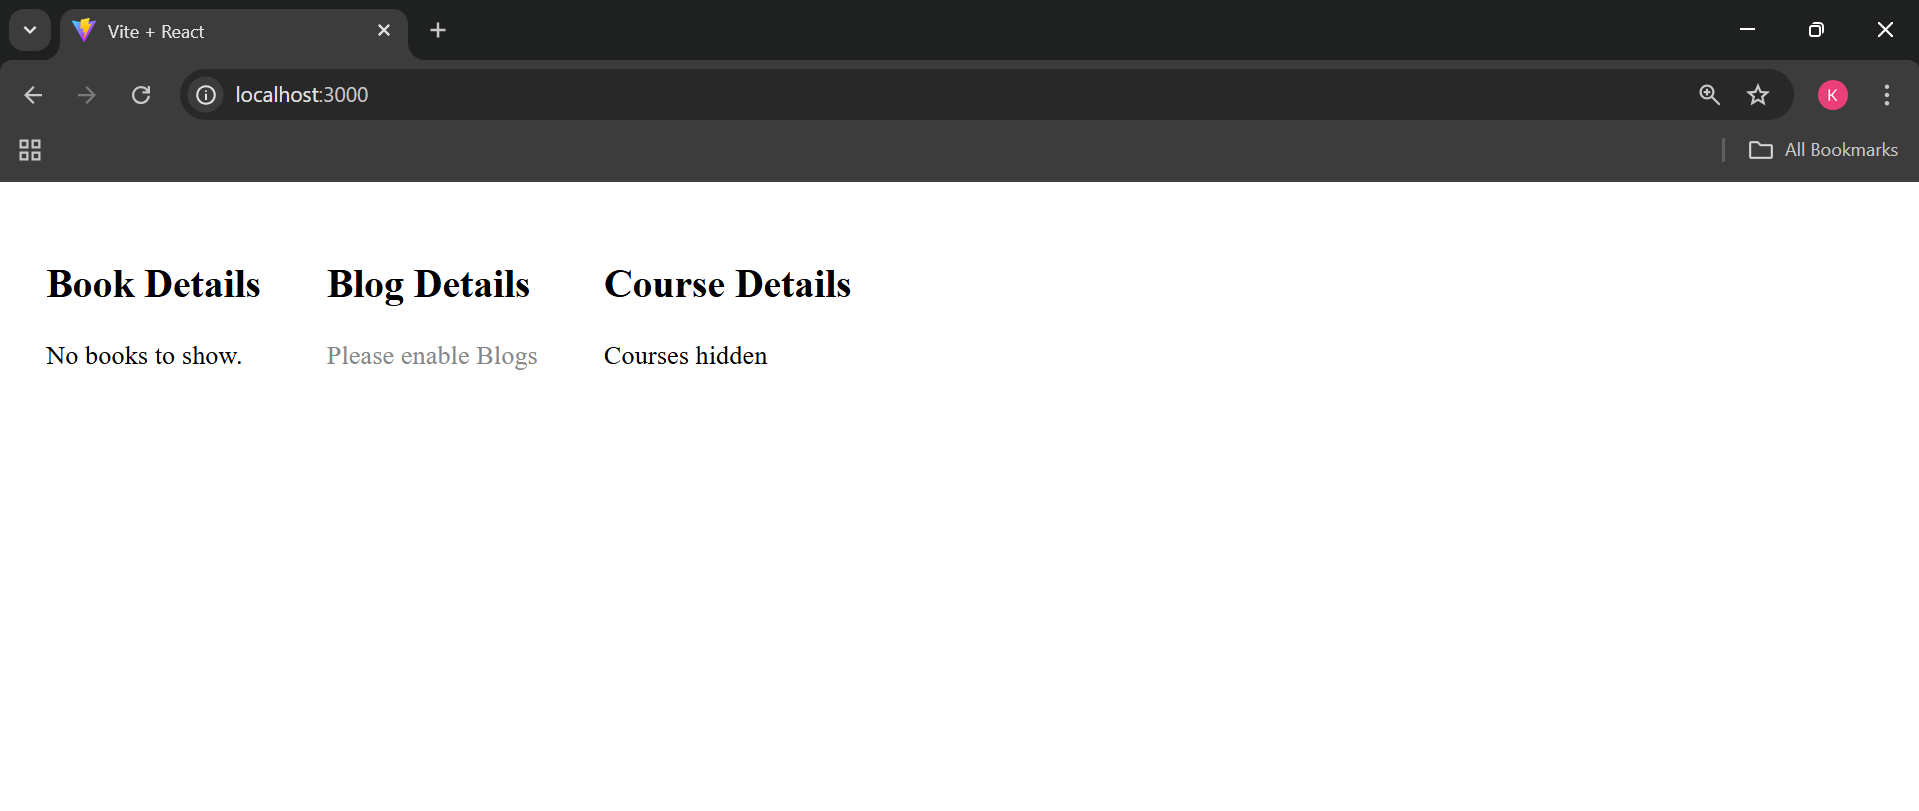 Vite + React
localhost:3000
K
All Bookmarks
Book Details
No books to show.
Blog Details
Please enable Blogs
Course Details
Courses hidden